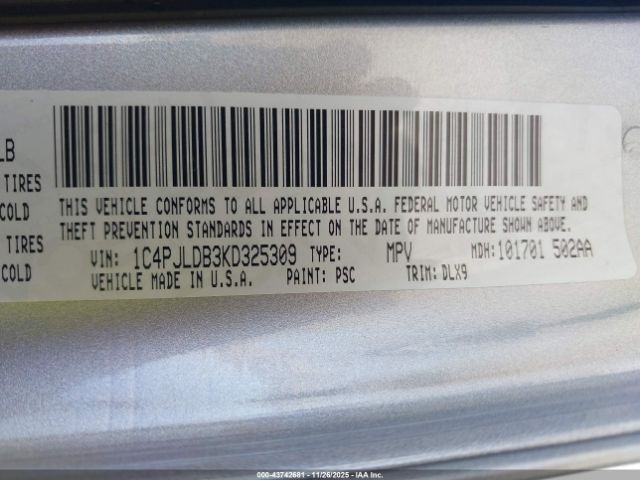 LB
TIRES
COLD
COLD
THIS VEHICLE CONFORMS TO ALL APPLICABLE U.S.A. FEDERAL MOTOR VEHICLE SAFETY AND
THEFT PREVENTION STANDARDS IN EFFECT ON THE DATE OF MANUFACTURE SHOWN ABOVE.
VIN: 1C4PJLDB3KD325309 TYPE: MPV MDH: 101701 502AA
VEHICLE MADE IN U.S.A. PAINT: PSC TRIM: DLX9
000-43742681 - 11/26/2025 - IAAI Inc.